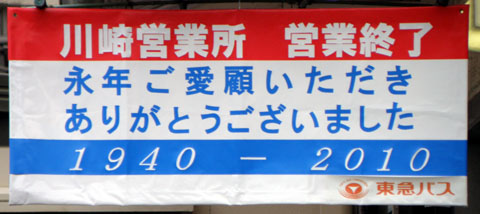 川崎営業所　営業終了
永年ご愛顧いただき
ありがとうございました
1940 － 2010
東急バス